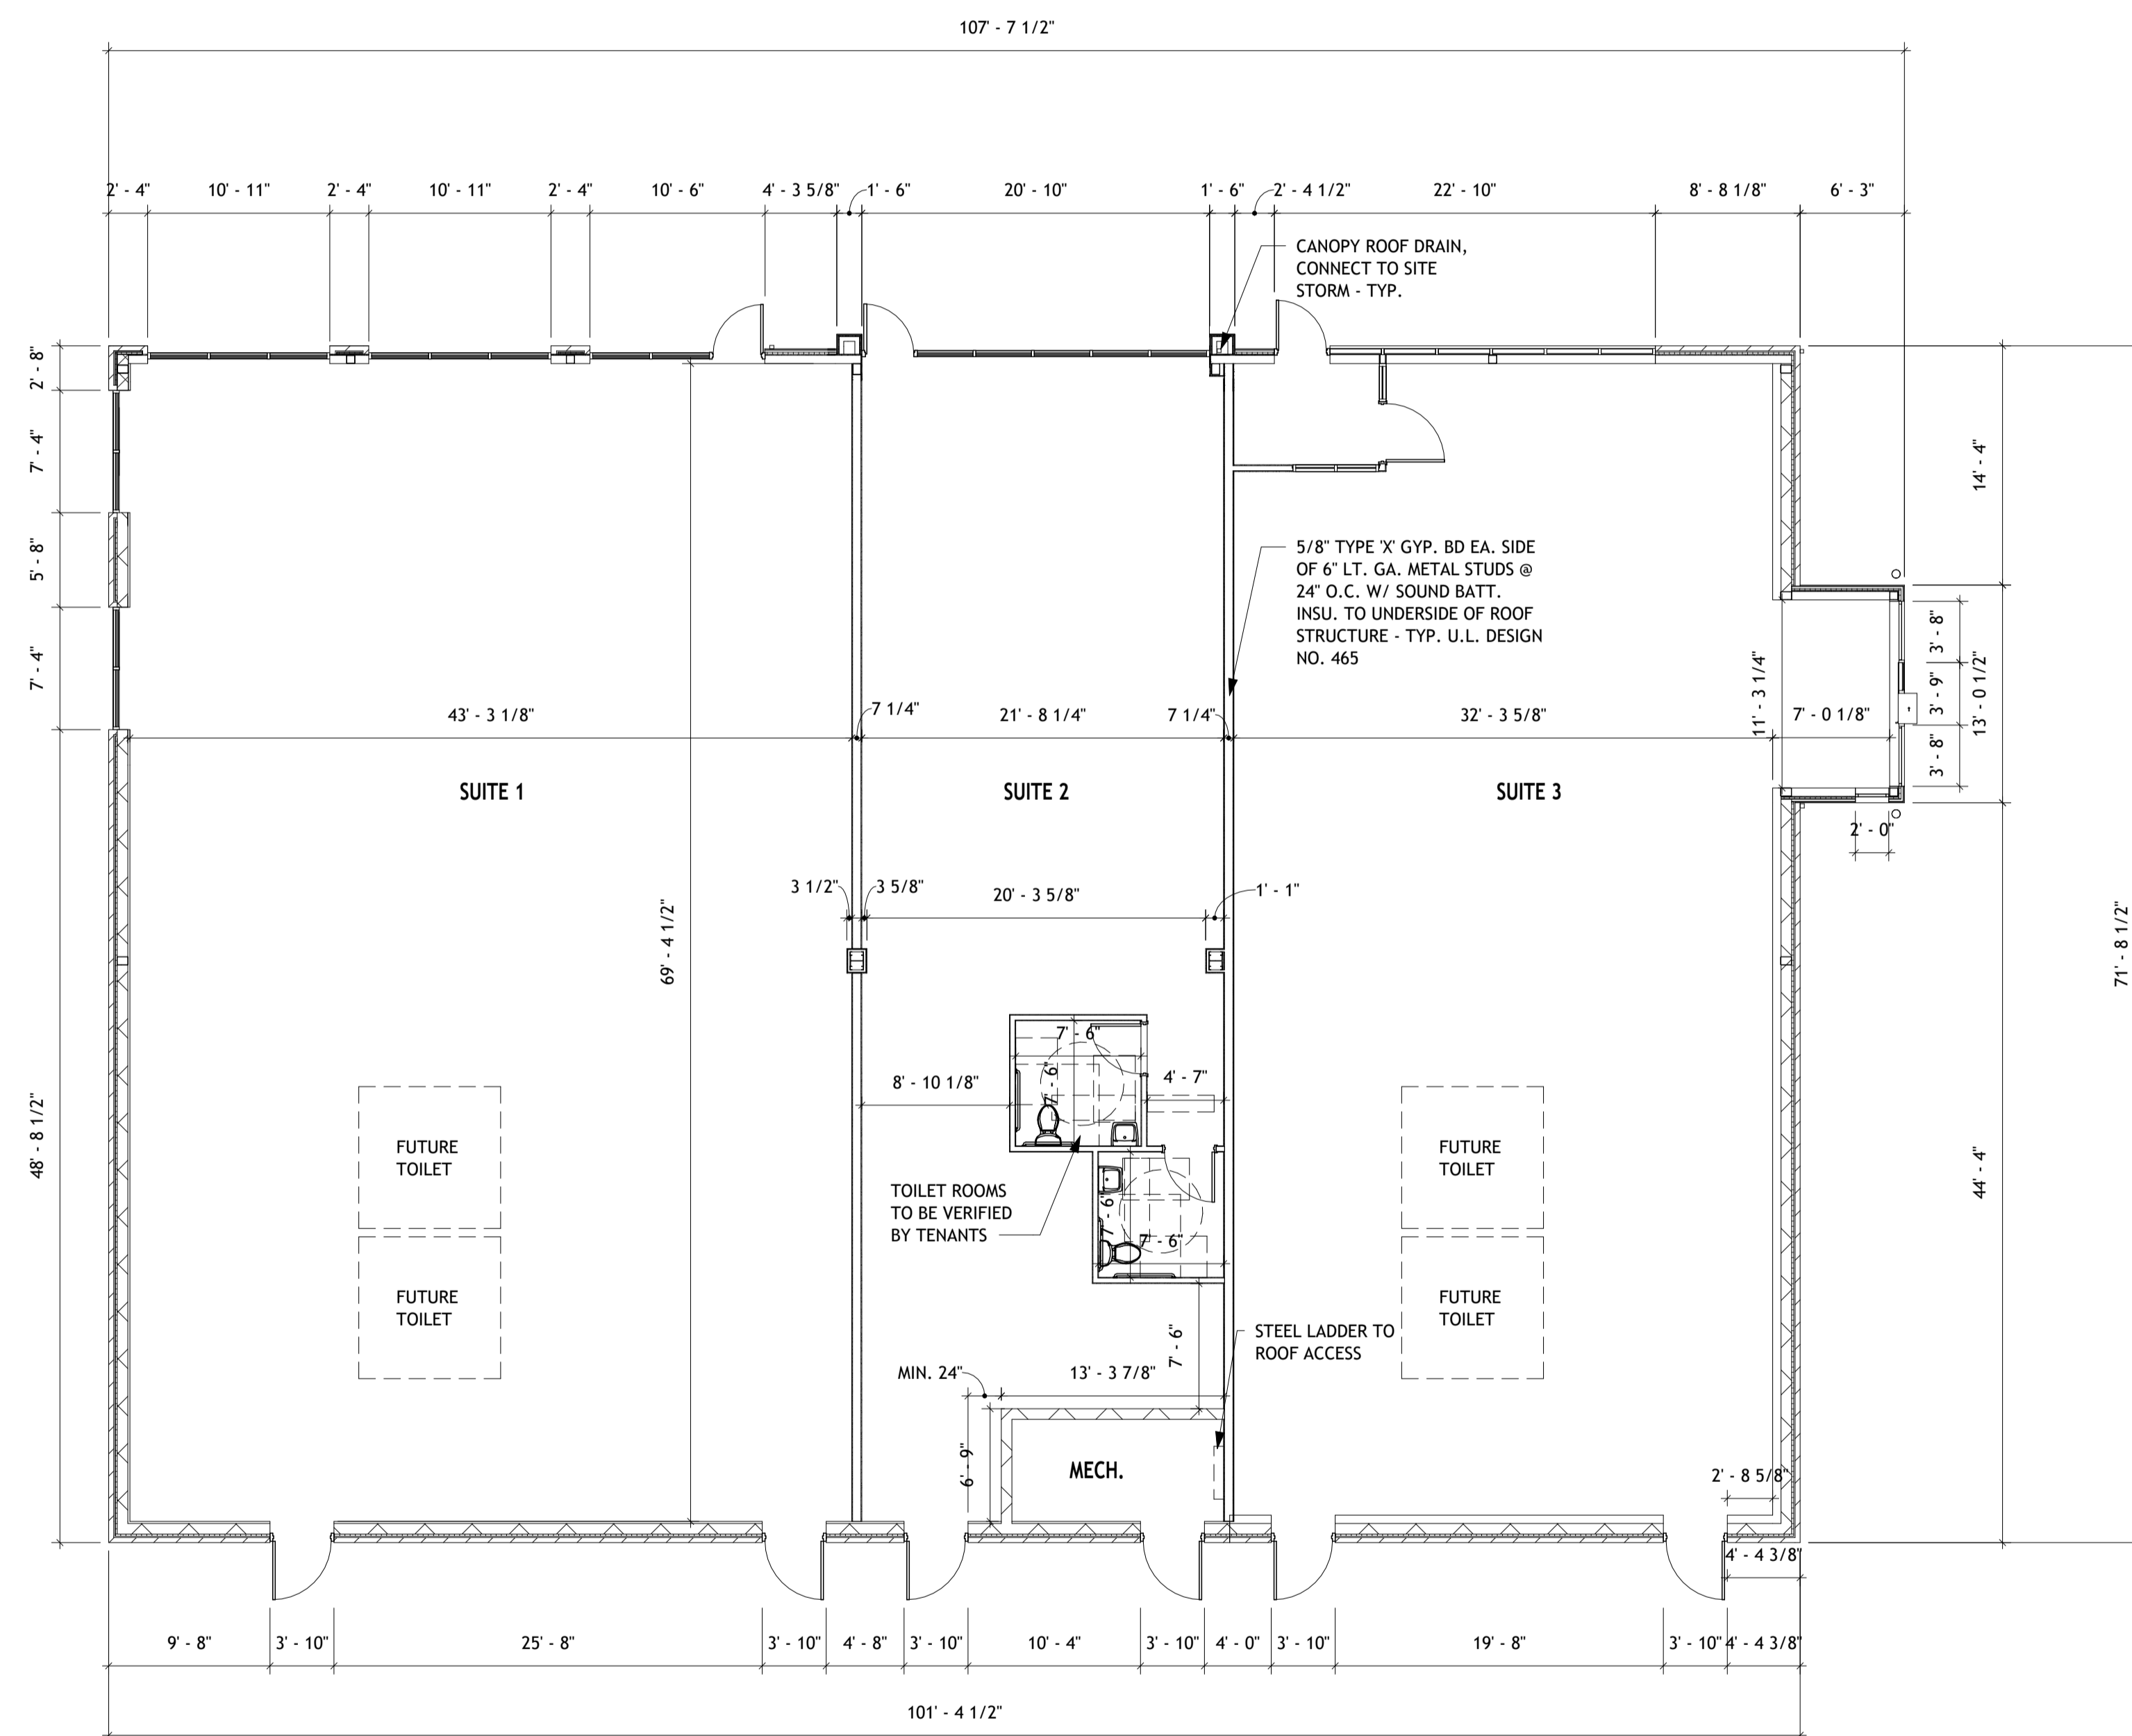 107' - 7 1/2"
2' - 4"
10' - 11"
2' - 4"
10' - 11"
2' - 4"
10' - 6"
4' - 3 5/8"
1' - 6"
20' - 10"
1' - 6"
2' - 4 1/2"
22' - 10"
8' - 8 1/8"
6' - 3"
CANOPY ROOF DRAIN,
CONNECT TO SITE
STORM - TYP.
2' - 8"
7' - 4"
5' - 8"
7' - 4"
48' - 8 1/2"
14' - 4"
5/8" TYPE 'X' GYP. BD EA. SIDE
OF 6" LT. GA. METAL STUDS @
24" O.C. W/ SOUND BATT.
INSU. TO UNDERSIDE OF ROOF
STRUCTURE - TYP. U.L. DESIGN
NO. 465
43' - 3 1/8"
7 1/4"
21' - 8 1/4"
7 1/4"
32' - 3 5/8"
11' - 3 1/4"
7' - 0 1/8"
3' - 8"
3' - 9"
3' - 8"
13' - 0 1/2"
SUITE 1
SUITE 2
SUITE 3
2' - 0"
3 1/2"
3 5/8"
20' - 3 5/8"
1' - 1"
69' - 4 1/2"
71' - 8 1/2"
7' - 6"
7' - 6"
8' - 10 1/8"
4' - 7"
FUTURE
TOILET
FUTURE
TOILET
44' - 4"
TOILET ROOMS
TO BE VERIFIED
BY TENANTS
7' - 6"
7' - 6"
FUTURE
TOILET
FUTURE
TOILET
7' - 6"
STEEL LADDER TO
ROOF ACCESS
MIN. 24"
13' - 3 7/8"
6' - 9"
MECH.
2' - 8 5/8"
4' - 4 3/8"
9' - 8"
3' - 10"
25' - 8"
3' - 10"
4' - 8"
3' - 10"
10' - 4"
3' - 10"
4' - 0"
3' - 10"
19' - 8"
3' - 10"
4' - 4 3/8"
101' - 4 1/2"